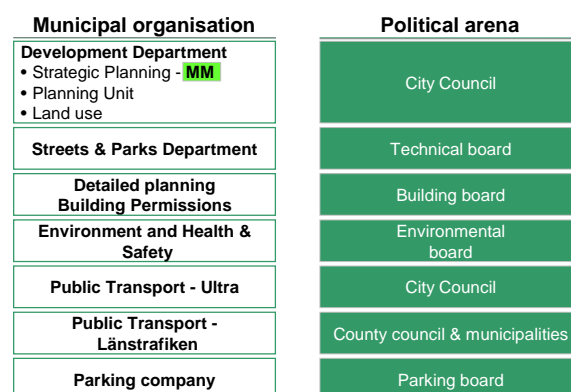 Municipal organisation
Political arena
Development Department
• Strategic Planning - MM
• Planning Unit
• Land use
City Council
Streets & Parks Department
Technical board
Detailed planning
Building Permissions
Building board
Environment and Health &
Safety
Environmental
board
Public Transport - Ultra
City Council
Public Transport -
Länstrafiken
County council & municipalities
Parking company
Parking board